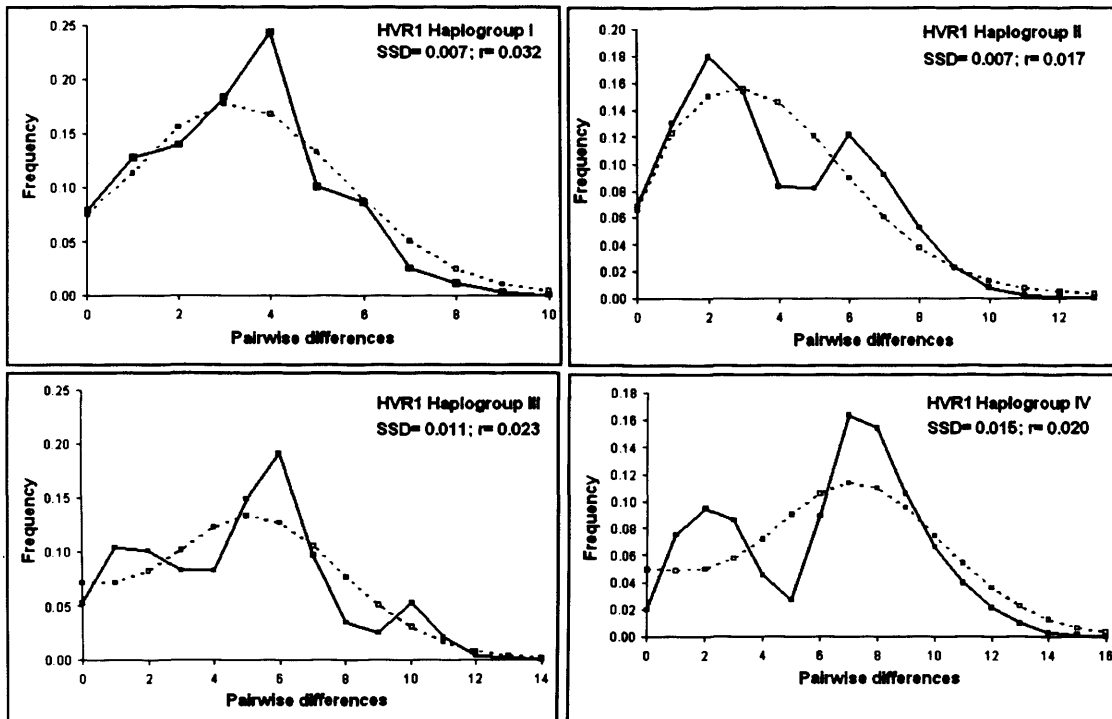 HVR1 Haplogroup I
SSD= 0.007; r= 0.032
Frequency
0.25
0.20
0.15
0.10
0.05
0.00
0 2 4 6 8 10
Pairwise differences
HVR1 Haplogroup II
SSD= 0.007; r= 0.017
Frequency
0.20
0.18
0.16
0.14
0.12
0.10
0.08
0.06
0.04
0.02
0.00
0 2 4 6 8 10 12
Pairwise differences
HVR1 Haplogroup III
SSD= 0.011; r= 0.023
Frequency
0.25
0.20
0.15
0.10
0.05
0.00
0 2 4 6 8 10 12 14
Pairwise differences
HVR1 Haplogroup IV
SSD= 0.015; r= 0.020
Frequency
0.18
0.16
0.14
0.12
0.10
0.08
0.06
0.04
0.02
0.00
0 2 4 6 8 10 12 14 16
Pairwise differences